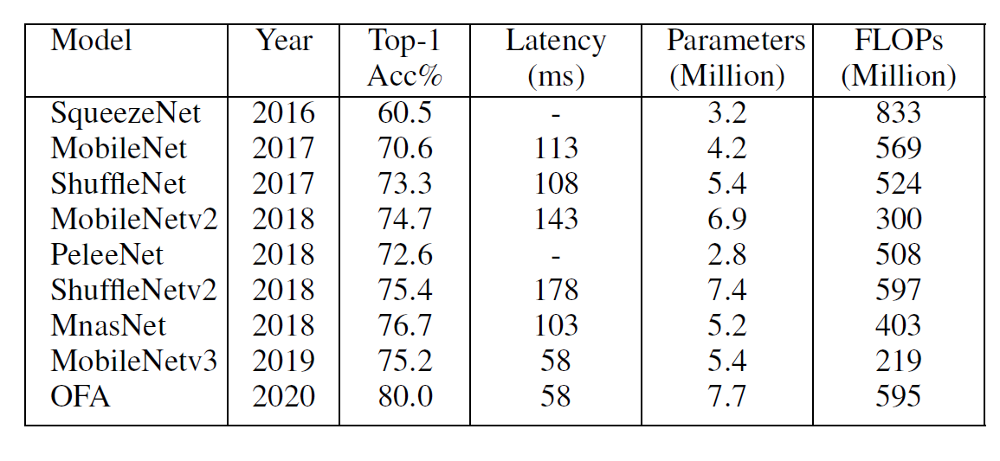 Model Year Top-1 Latency Parameters FLOPs
Acc% (ms) (Million) (Million)
SqueezeNet 2016 60.5 - 3.2 833
MobileNet 2017 70.6 113 4.2 569
ShuffleNet 2017 73.3 108 5.4 524
MobileNetv2 2018 74.7 143 6.9 300
PeleeNet 2018 72.6 - 2.8 508
ShuffleNetv2 2018 75.4 178 7.4 597
MnasNet 2018 76.7 103 5.2 403
MobileNetv3 2019 75.2 58 5.4 219
OFA 2020 80.0 58 7.7 595